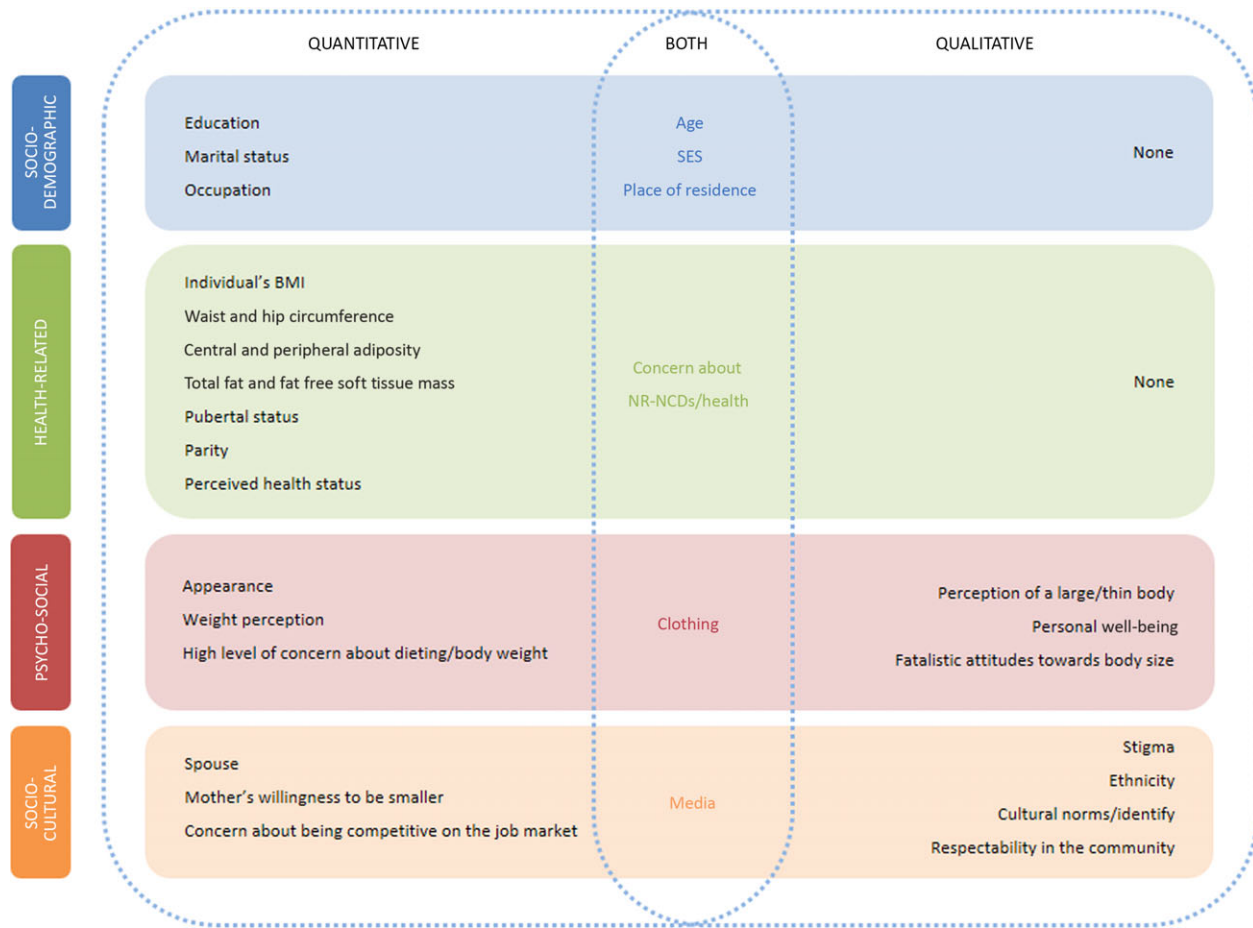 QUANTITATIVE
BOTH
QUALITATIVE
SOCIO-
DEMOGRAPHIC
Education
Marital status
Occupation
Age
SES
Place of residence
None
HEALTH-RELATED
Individual’s BMI
Waist and hip circumference
Central and peripheral adiposity
Total fat and fat free soft tissue mass
Pubertal status
Parity
Perceived health status
Concern about
NR-NCDs/health
None
PSYCHO-SOCIAL
Appearance
Weight perception
High level of concern about dieting/body weight
Clothing
Perception of a large/thin body
Personal well-being
Fatalistic attitudes towards body size
SOCIO-
CULTURAL
Spouse
Mother’s willingness to be smaller
Concern about being competitive on the job market
Media
Stigma
Ethnicity
Cultural norms/identify
Respectability in the community